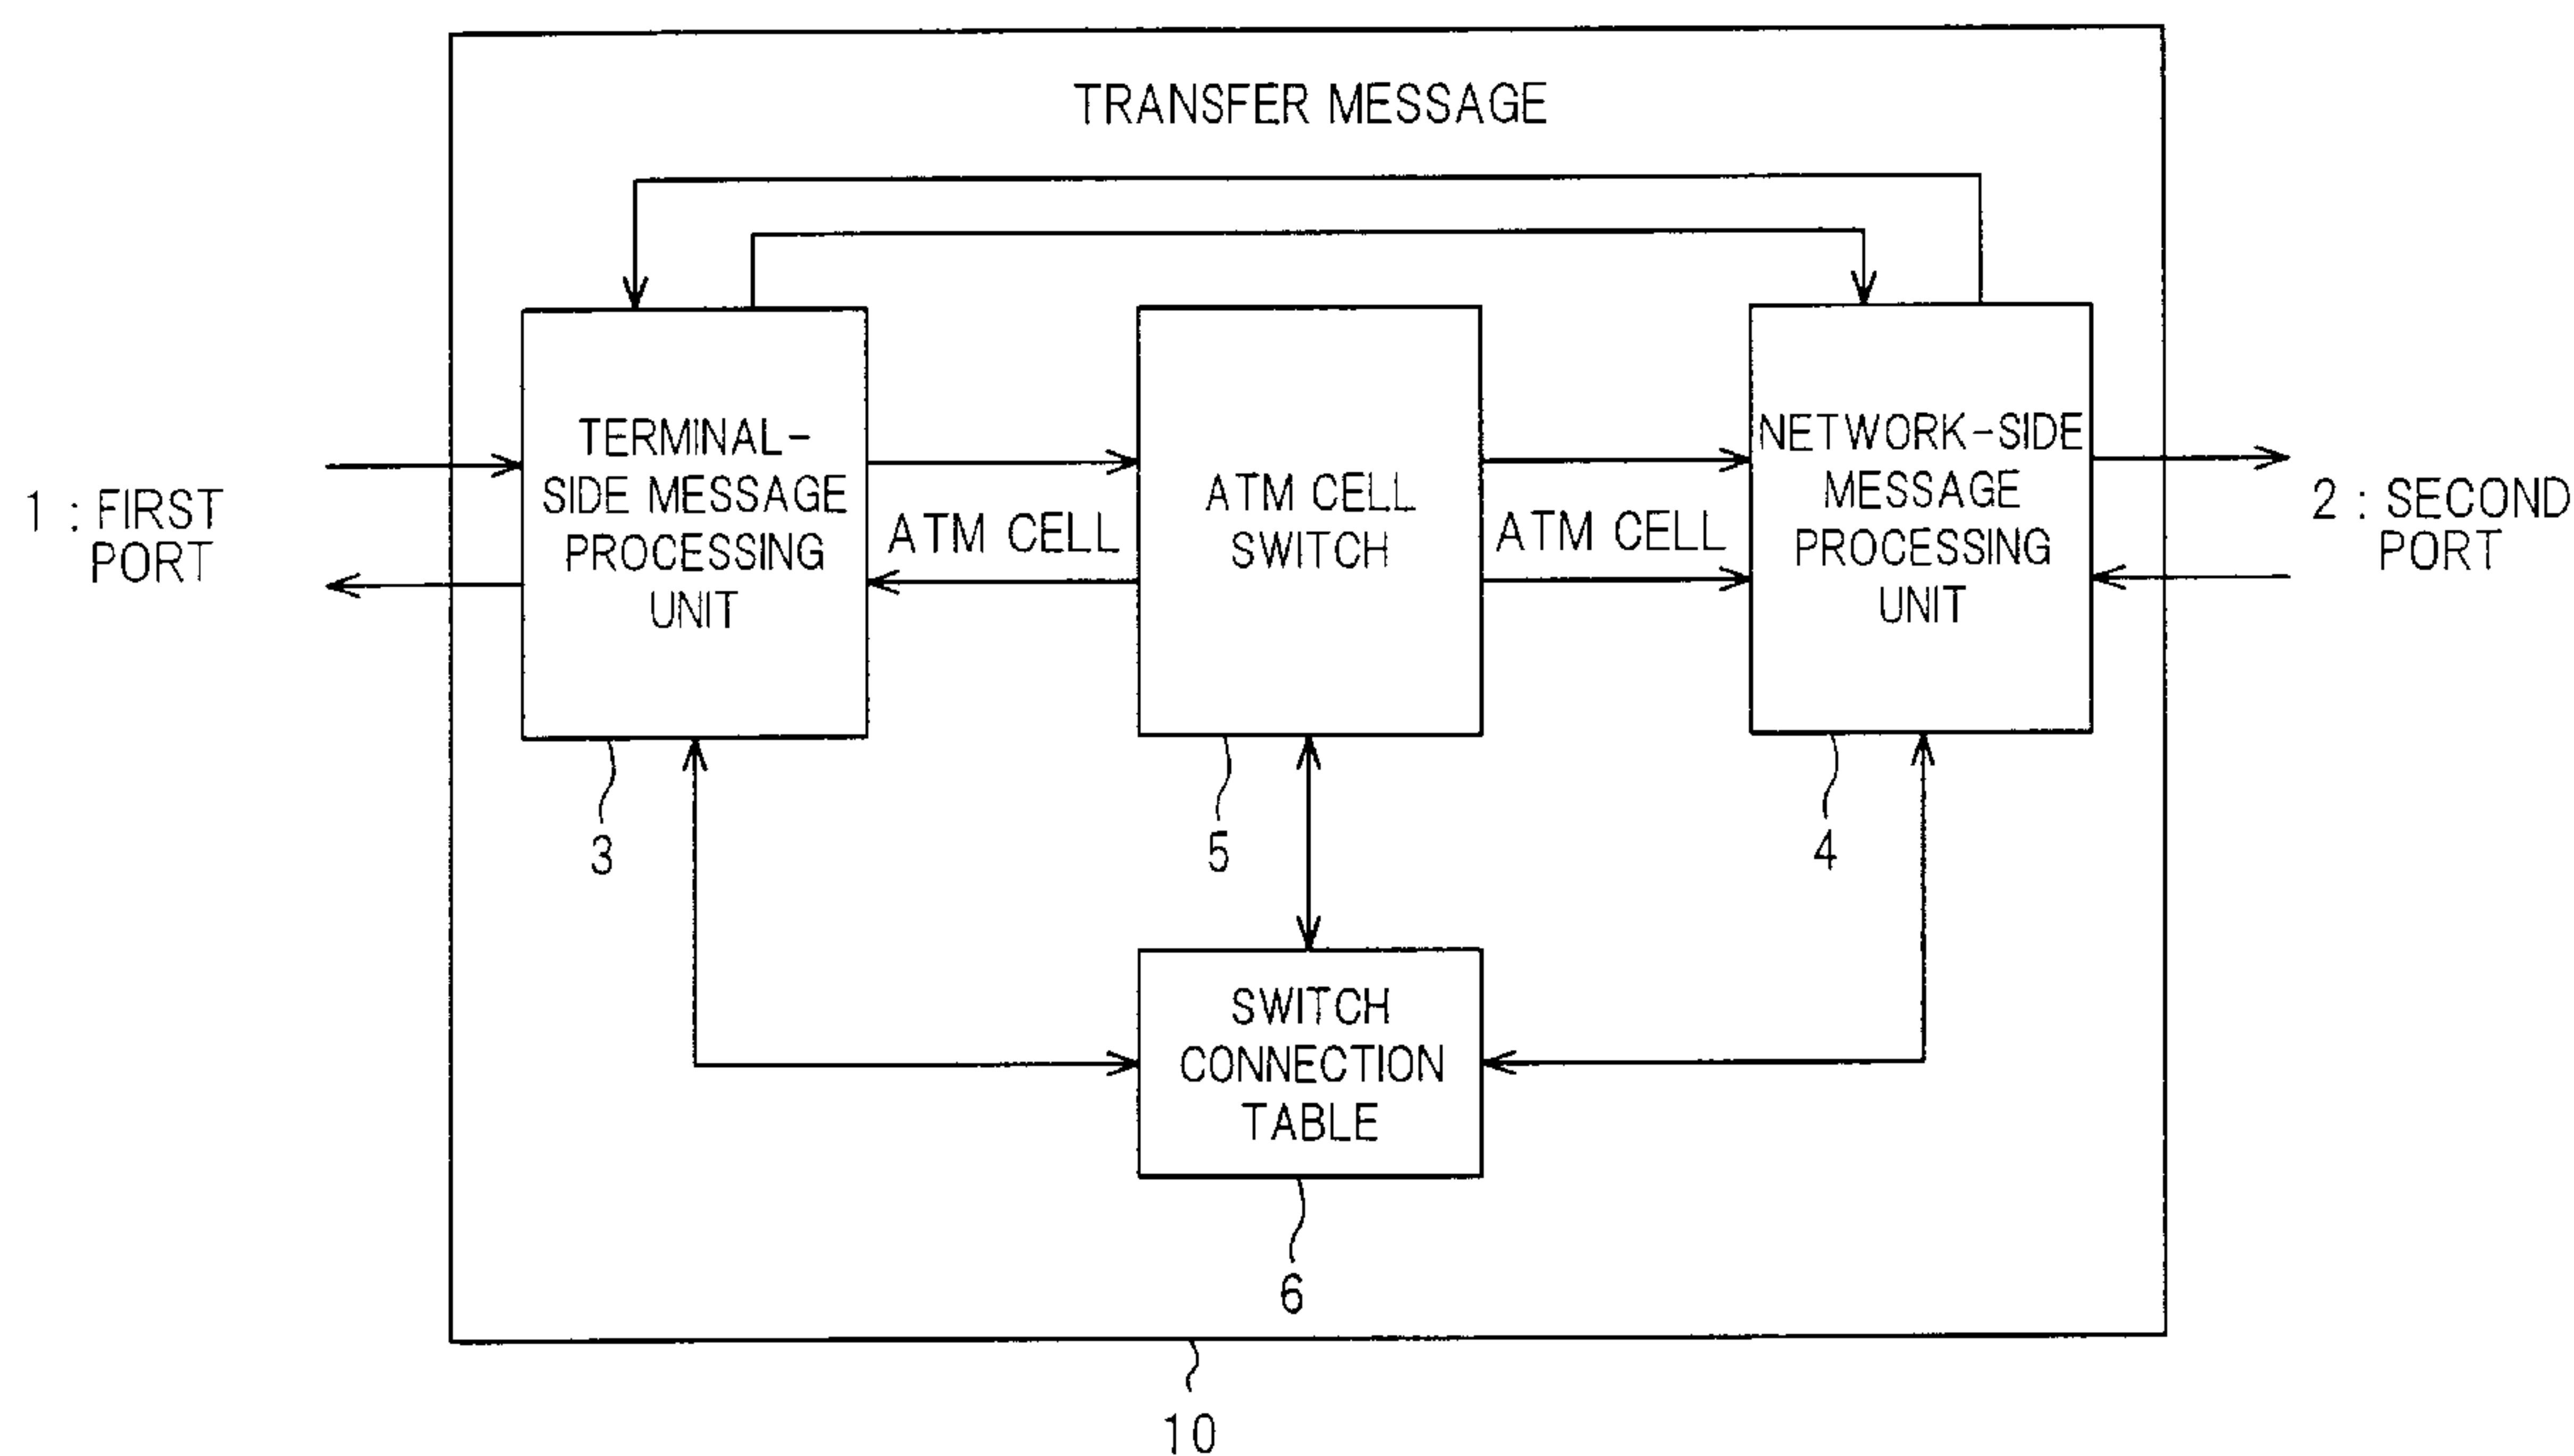 TRANSFER MESSAGE
1 : FIRST
PORT
TERMINAL-
SIDE MESSAGE
PROCESSING
UNIT
ATM CELL
ATM CELL
SWITCH
ATM CELL
NETWORK-SIDE
MESSAGE
PROCESSING
UNIT
2 : SECOND
PORT
3
5
4
SWITCH
CONNECTION
TABLE
6
10